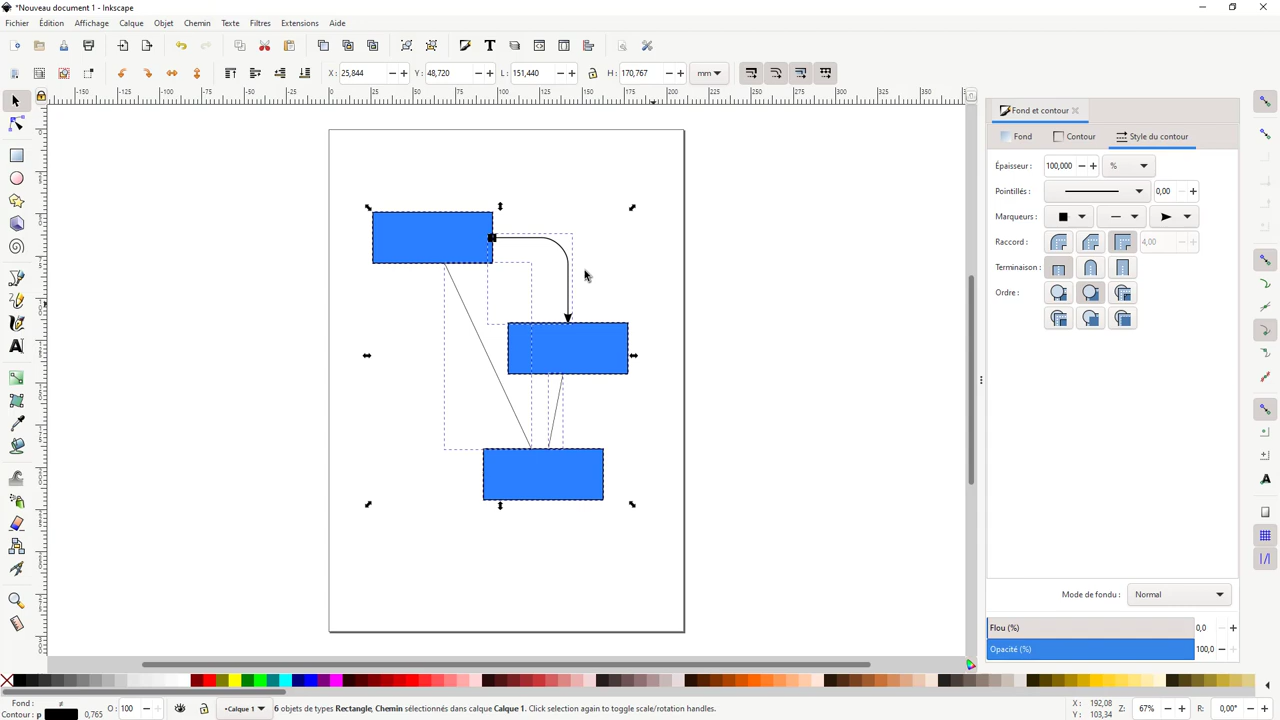 *Nouveau document 1 - Inkscape
Fichier Édition Affichage Calque Objet Chemin Texte Filtres Extensions Aide
X : 25,844 Y : 48,720 L : 151,440 H : 170,767 mm
Fond et contour
Fond Contour Style du contour
Épaisseur : 100,000 %
Pointillés : 0,00
Marqueurs :
Raccord : 4,00
Terminaison :
Ordre :
Mode de fondu : Normal
Flou (%) 0,0
Opacité (%) 100,0
Fond : ≠
Contour : p 0,765
O : 100
•Calque 1
6 objets de types Rectangle, Chemin sélectionnés dans calque Calque 1. Click selection again to toggle scale/rotation handles.
X : 192,08
Y : 103,34
Z : 67%
R : 0,00°